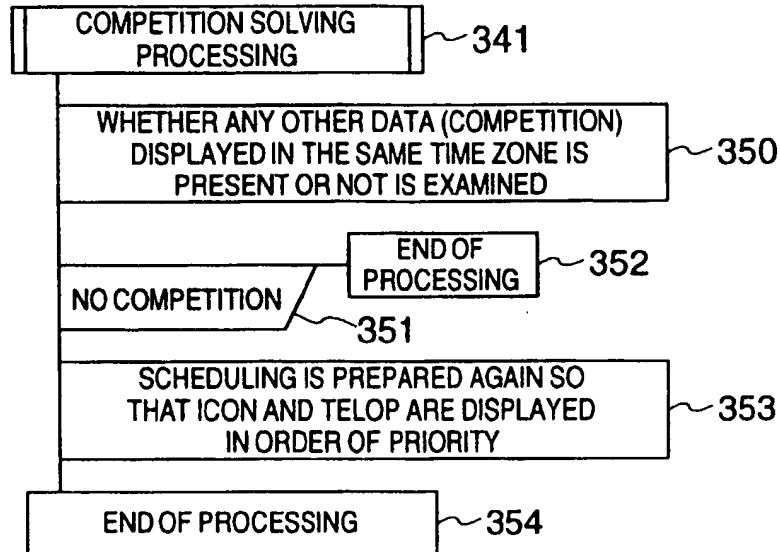 COMPETITION SOLVING
PROCESSING
341
WHETHER ANY OTHER DATA (COMPETITION)
DISPLAYED IN THE SAME TIME ZONE IS
PRESENT OR NOT IS EXAMINED
350
END OF
PROCESSING
352
NO COMPETITION
351
SCHEDULING IS PREPARED AGAIN SO
THAT ICON AND TELOP ARE DISPLAYED
IN ORDER OF PRIORITY
353
END OF PROCESSING
354